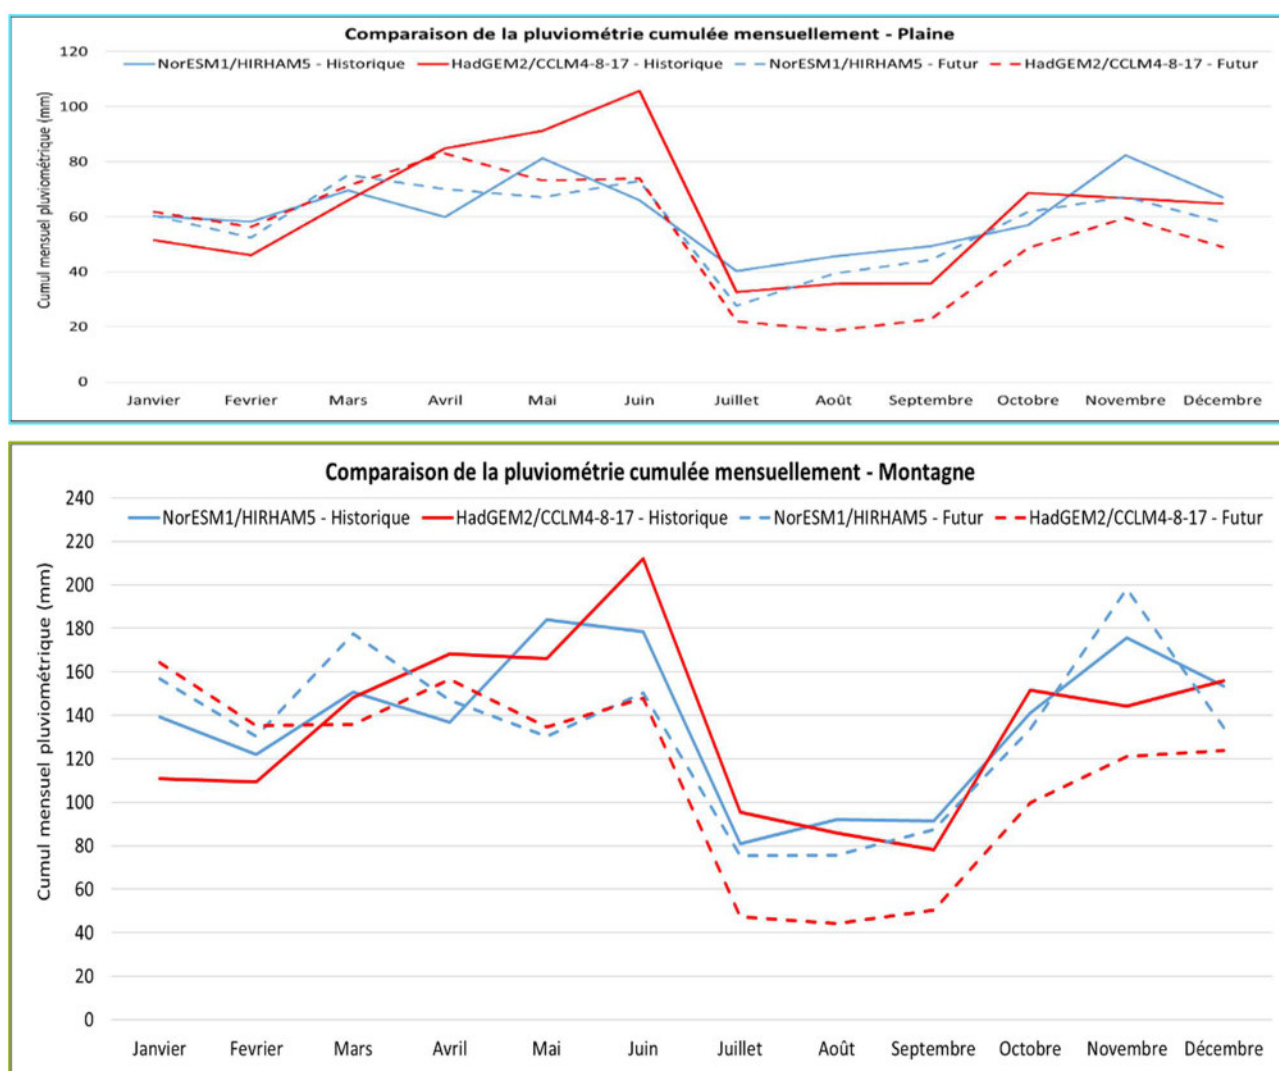 Comparaison de la pluviométrie cumulée mensuellement - Plaine
120
NorESM1/HIRHAM5 - Historique HadGEM2/CCLM4-8-17 - Historique NorESM1/HIRHAM5 - Futur HadGEM2/CCLM4-8-17 - Futur
100
80
60
40
20
0
Cumul mensuel pluviométrique (mm)
Janvier Fevrier Mars Avril Mai Juin Juillet Août Septembre Octobre Novembre Décembre
Comparaison de la pluviométrie cumulée mensuellement - Montagne
240
NorESM1/HIRHAM5 - Historique HadGEM2/CCLM4-8-17 - Historique NorESM1/HIRHAM5 - Futur HadGEM2/CCLM4-8-17 - Futur
220
200
180
160
140
120
100
80
60
40
20
0
Cumul mensuel pluviométrique (mm)
Janvier Fevrier Mars Avril Mai Juin Juillet Août Septembre Octobre Novembre Décembre